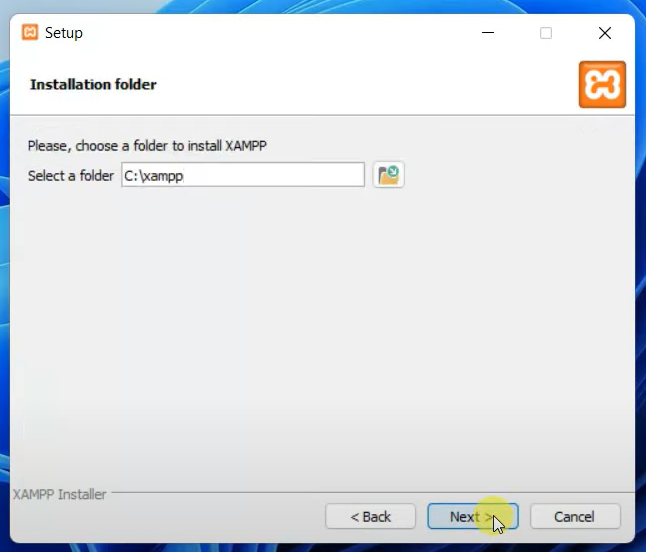 Setup
Installation folder
Please, choose a folder to install XAMPP
Select a folder C:\xampp
XAMPP Installer
< Back Next > Cancel